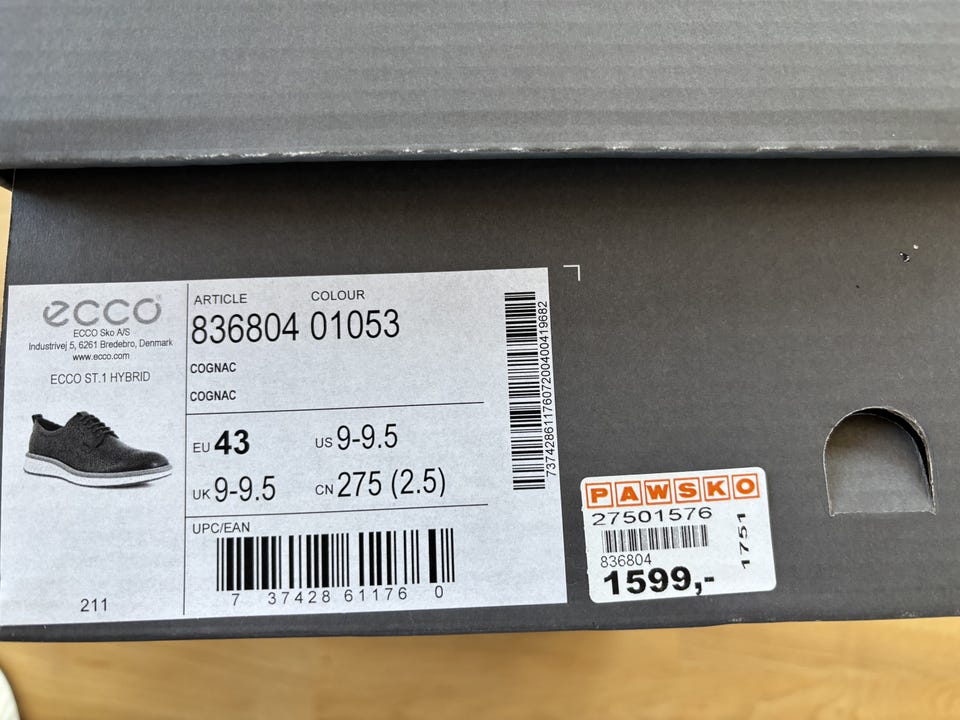 ecco
ECCO Sko A/S
Industrivej 5, 6261 Bredebro, Denmark
www.ecco.com
ECCO ST.1 HYBRID
211
ARTICLE COLOUR
836804 01053
COGNAC
COGNAC
EU 43 US 9-9.5
UK 9-9.5 CN 275 (2.5)
UPC/EAN
7 37428 61176 0
737428611760720040041 9682
PAWSKO
27501576
836804
1599,-
1751